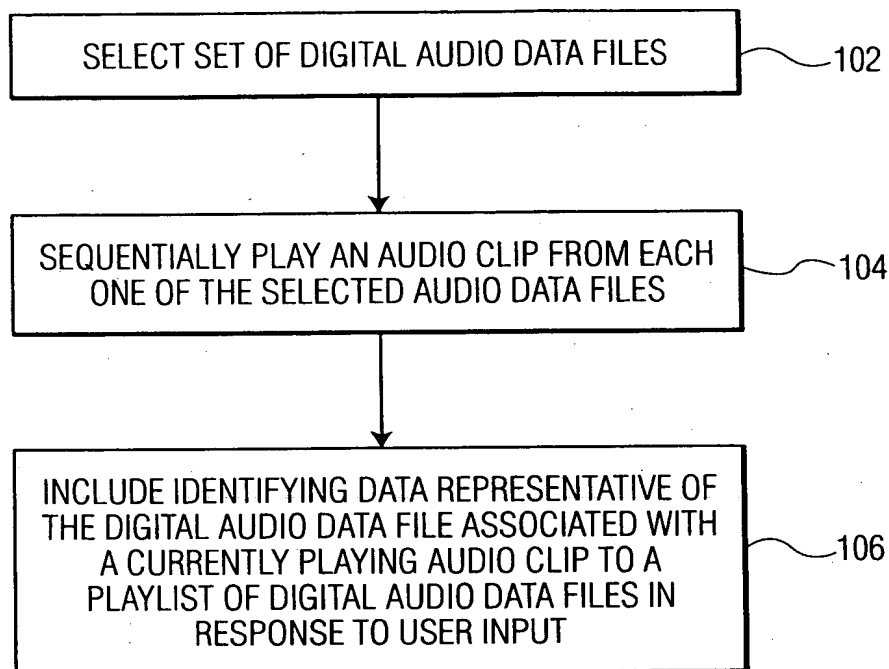 SELECT SET OF DIGITAL AUDIO DATA FILES
102
SEQUENTIALLY PLAY AN AUDIO CLIP FROM EACH
ONE OF THE SELECTED AUDIO DATA FILES
104
INCLUDE IDENTIFYING DATA REPRESENTATIVE OF
THE DIGITAL AUDIO DATA FILE ASSOCIATED WITH
A CURRENTLY PLAYING AUDIO CLIP TO A
PLAYLIST OF DIGITAL AUDIO DATA FILES IN
RESPONSE TO USER INPUT
106